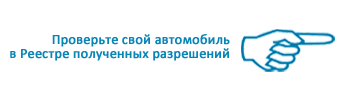 Проверьте свой автомобиль
в Реестре полученных разрешений